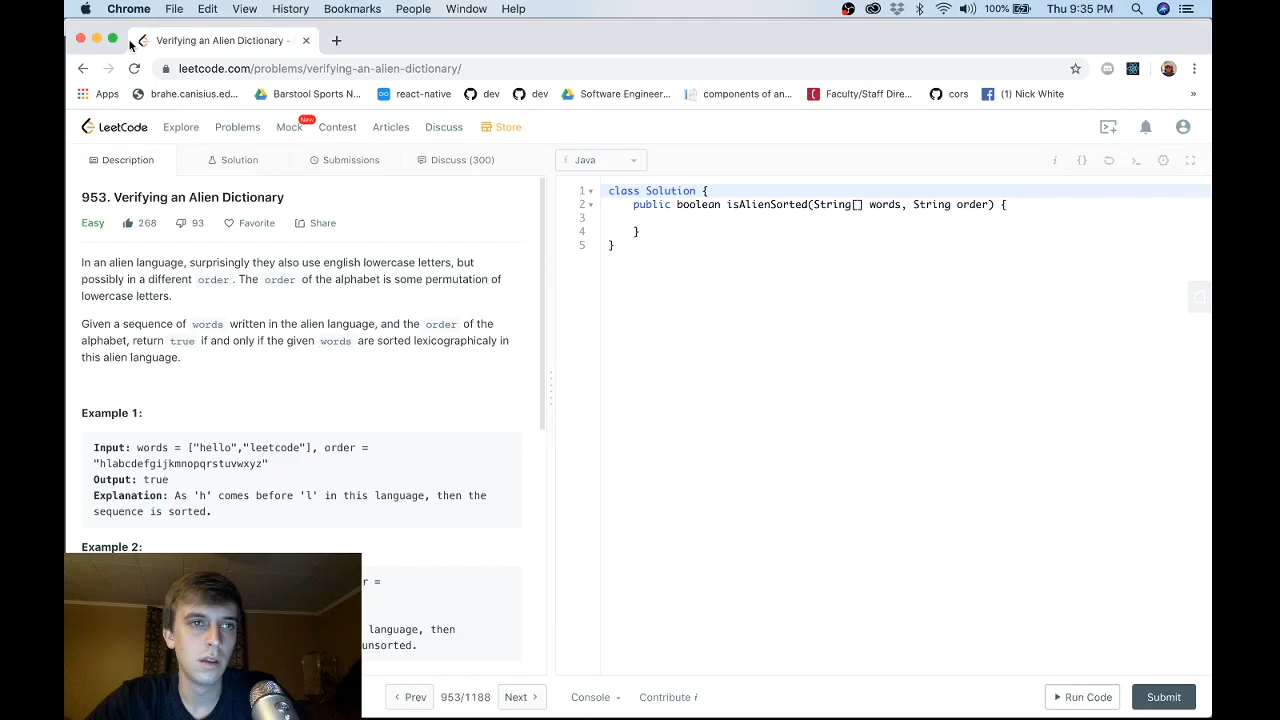 Chrome File Edit View History Bookmarks People Window Help 100% Thu 9:35 PM
Verifying an Alien Dictionary -
leetcode.com/problems/verifying-an-alien-dictionary/
Apps brahe.canisius.ed... Barstool Sports N... react-native dev dev Software Engineer... components of an... Faculty/Staff Dire... cors (1) Nick White »
LeetCode Explore Problems Mock New Contest Articles Discuss Store
Description Solution Submissions Discuss (300)
953. Verifying an Alien Dictionary
Easy 268 93 Favorite Share
In an alien language, surprisingly they also use english lowercase letters, but
possibly in a different order. The order of the alphabet is some permutation of
lowercase letters.
Given a sequence of words written in the alien language, and the order of the
alphabet, return true if and only if the given words are sorted lexicographicaly in
this alien language.
Example 1:
Input: words = ["hello","leetcode"], order =
"hlabcdefgijkmnopqrstuvwxyz"
Output: true
Explanation: As 'h' comes before 'l' in this language, then the
sequence is sorted.
Example 2:
r =
language, then
unsorted.
Prev 953/1188 Next
i Java
1 class Solution {
2 public boolean isAlienSorted(String[] words, String order) {
3
4 }
5 }
Console Contribute i Run Code Submit